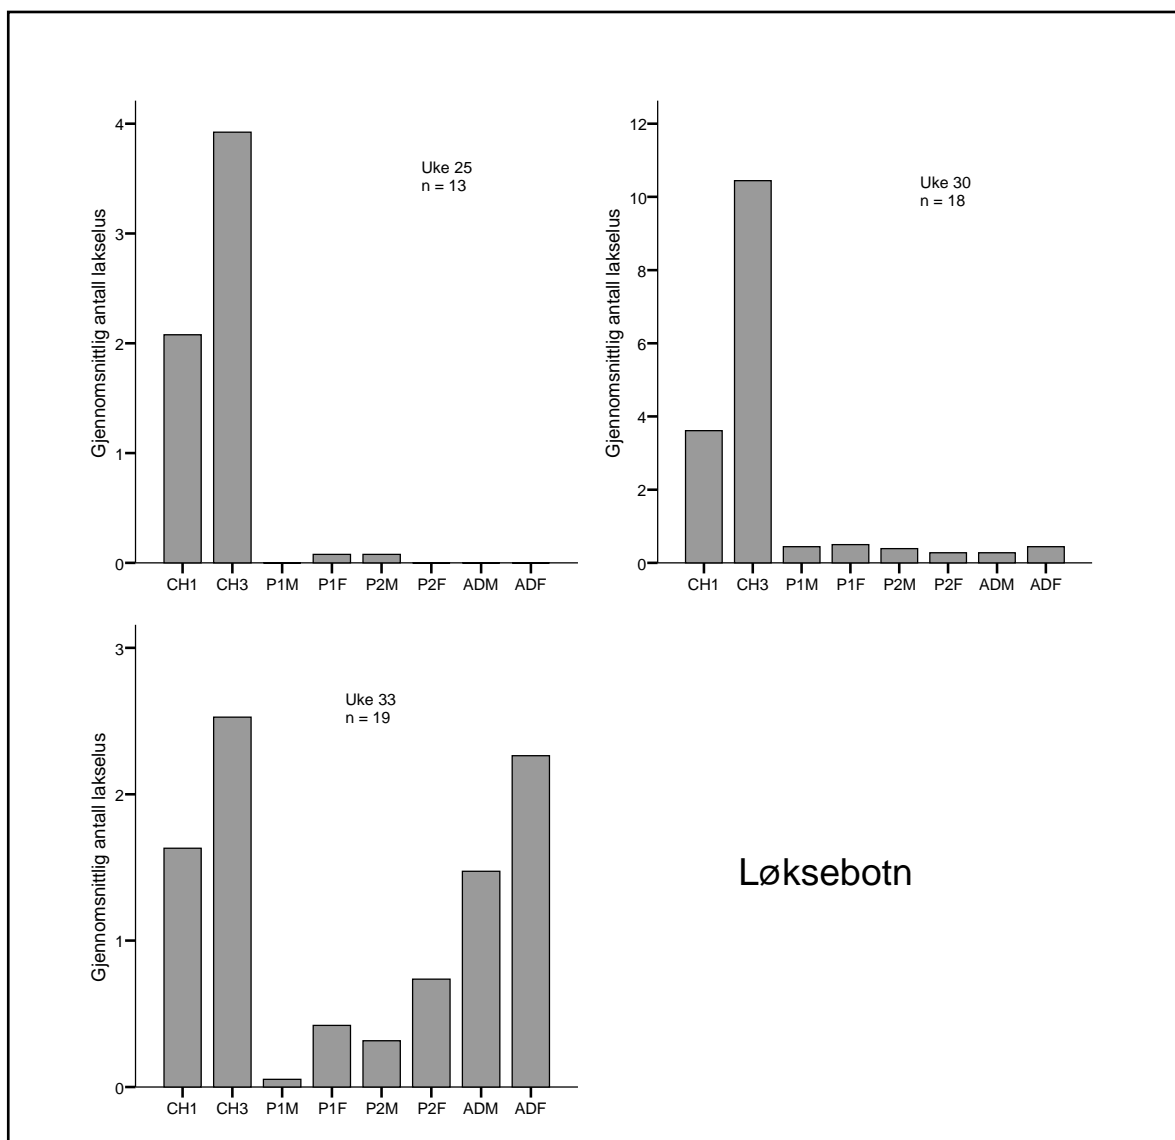 Gjennomsnittlig antall lakselus
4
3
2
1
0
Uke 25
n = 13
CH1 CH3 P1M P1F P2M P2F ADM ADF
Gjennomsnittlig antall lakselus
12
10
8
6
4
2
0
Uke 30
n = 18
CH1 CH3 P1M P1F P2M P2F ADM ADF
Gjennomsnittlig antall lakselus
3
2
1
0
Uke 33
n = 19
CH1 CH3 P1M P1F P2M P2F ADM ADF
Løksebotn